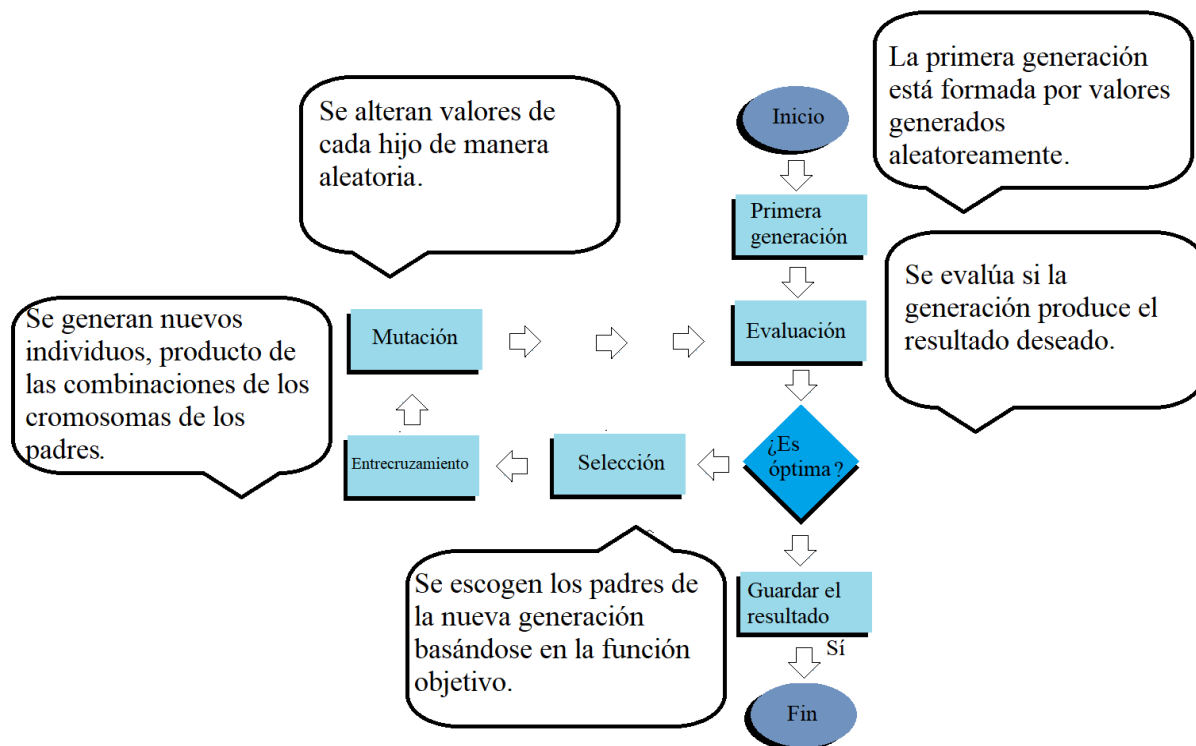 Inicio
La primera generación
está formada por valores
generados
aleatoreamente.
Se alteran valores de
cada hijo de manera
aleatoria.
Primera
generación
Se evalúa si la
generación produce el
resultado deseado.
Se generan nuevos
individuos, producto de
las combinaciones de los
cromosomas de los
padres.
Mutación
Evaluación
¿Es
óptima?
Entrecruzamiento
Selección
Se escogen los padres de
la nueva generación
basándose en la función
objetivo.
Guardar el
resultado
Sí
Fin